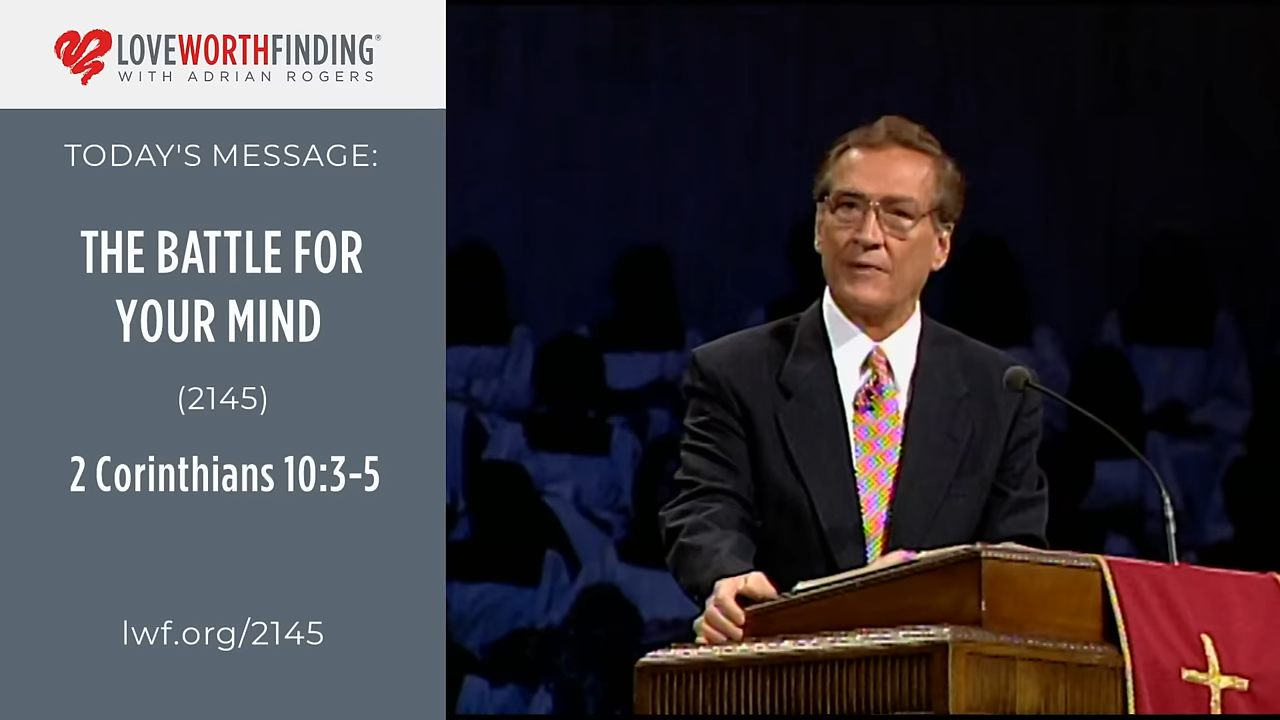 LOVEWORTHFINDING®
WITH ADRIAN ROGERS
TODAY'S MESSAGE:
THE BATTLE FOR
YOUR MIND
(2145)
2 Corinthians 10:3-5
lwf.org/2145